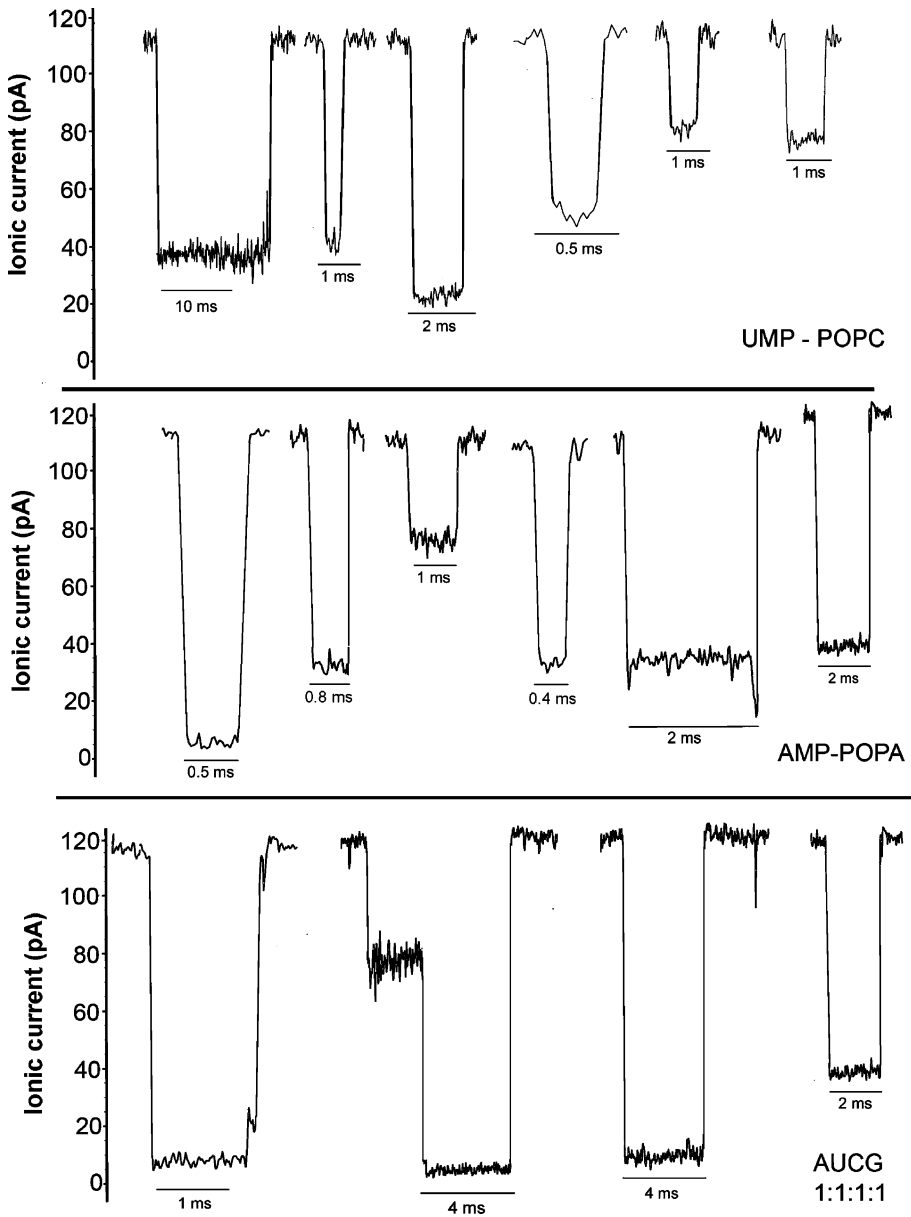 Ionic current (pA)
120
100
80
60
40
20
0
10 ms
1 ms
2 ms
0.5 ms
1 ms
1 ms
UMP - POPC
Ionic current (pA)
120
100
80
60
40
20
0
0.5 ms
0.8 ms
1 ms
0.4 ms
2 ms
2 ms
AMP-POPA
Ionic current (pA)
120
100
80
60
40
20
0
1 ms
4 ms
4 ms
2 ms
AUCG
1:1:1:1